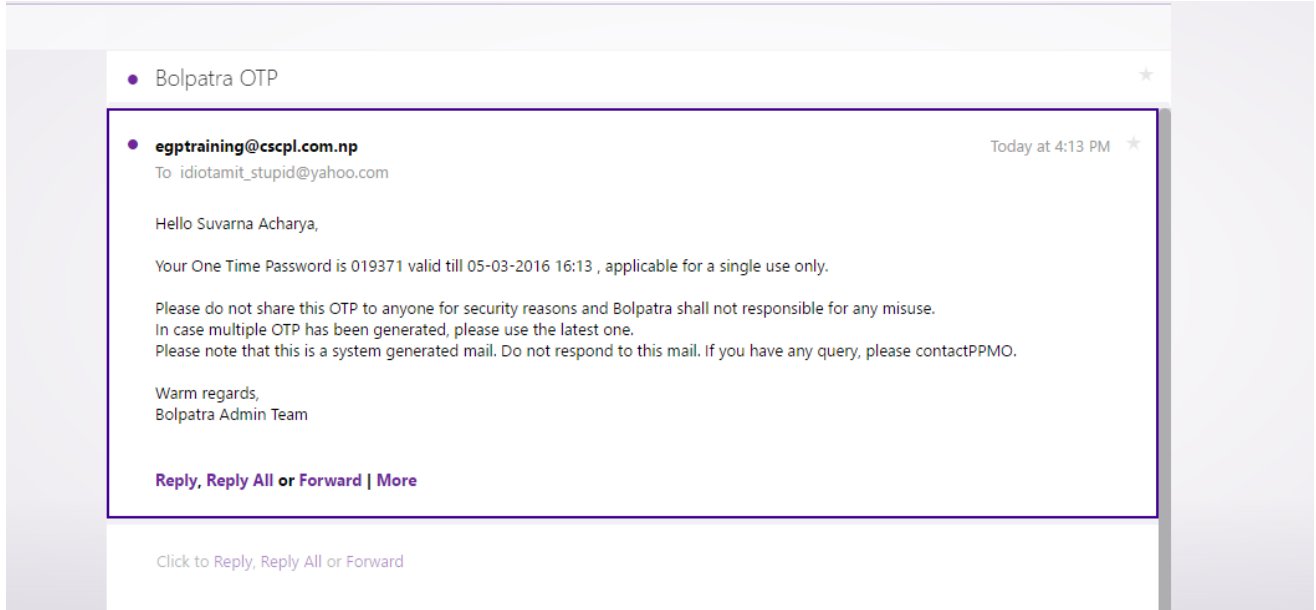 Bolpatra OTP
egptraining@cscpl.com.np Today at 4:13 PM
To idiotamit_stupid@yahoo.com
Hello Suvarna Acharya,
Your One Time Password is 019371 valid till 05-03-2016 16:13 , applicable for a single use only.
Please do not share this OTP to anyone for security reasons and Bolpatra shall not responsible for any misuse.
In case multiple OTP has been generated, please use the latest one.
Please note that this is a system generated mail. Do not respond to this mail. If you have any query, please contactPPMO.
Warm regards,
Bolpatra Admin Team
Reply, Reply All or Forward | More
Click to Reply, Reply All or Forward